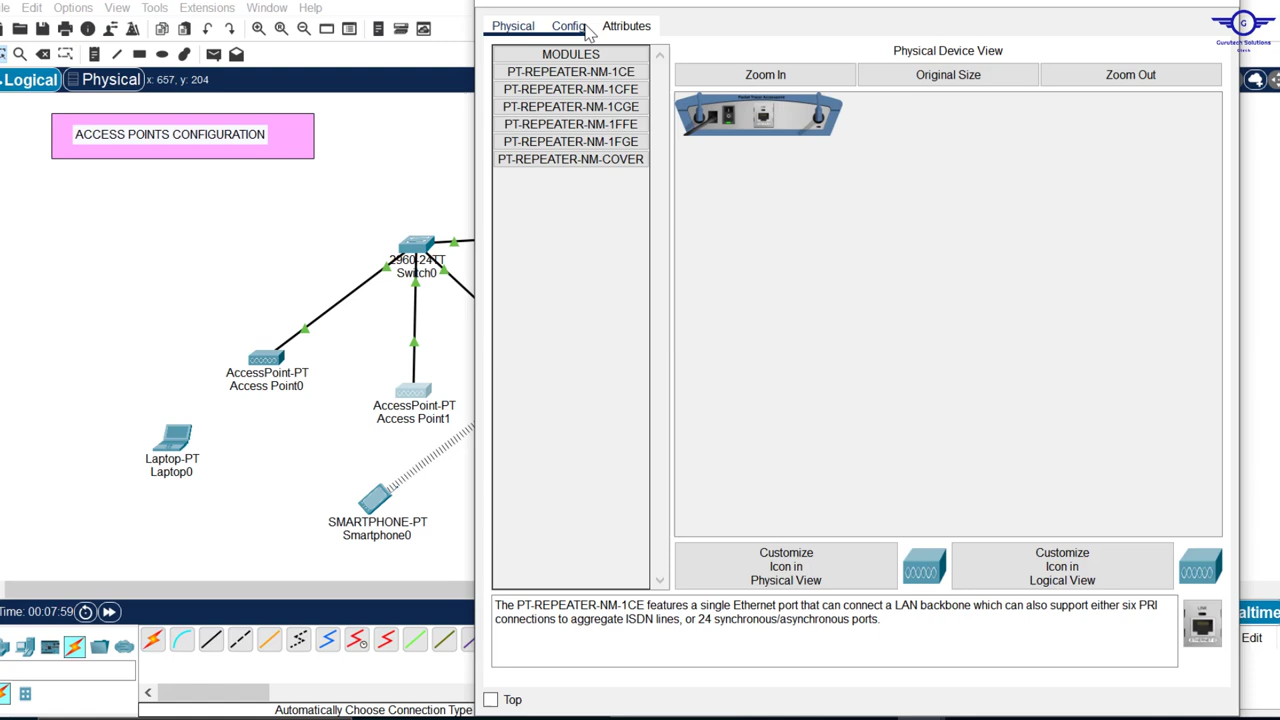 le Edit Options View Tools Extensions Window Help
Physical Config Attributes
Gurutech Solutions
Logical Physical x: 657, y: 204
MODULES
PT-REPEATER-NM-1CE
PT-REPEATER-NM-1CFE
PT-REPEATER-NM-1CGE
PT-REPEATER-NM-1FFE
PT-REPEATER-NM-1FGE
PT-REPEATER-NM-COVER
Physical Device View
Zoom In Original Size Zoom Out
ACCESS POINTS CONFIGURATION
2960-24TT
Switch0
AccessPoint-PT
Access Point0
AccessPoint-PT
Access Point1
Laptop-PT
Laptop0
SMARTPHONE-PT
Smartphone0
Customize
Icon in
Physical View
Customize
Icon in
Logical View
The PT-REPEATER-NM-1CE features a single Ethernet port that can connect a LAN backbone which can also support either six PRI
connections to aggregate ISDN lines, or 24 synchronous/asynchronous ports.
Time: 00:07:59
ealtime
Edit
Top
Automatically Choose Connection Type